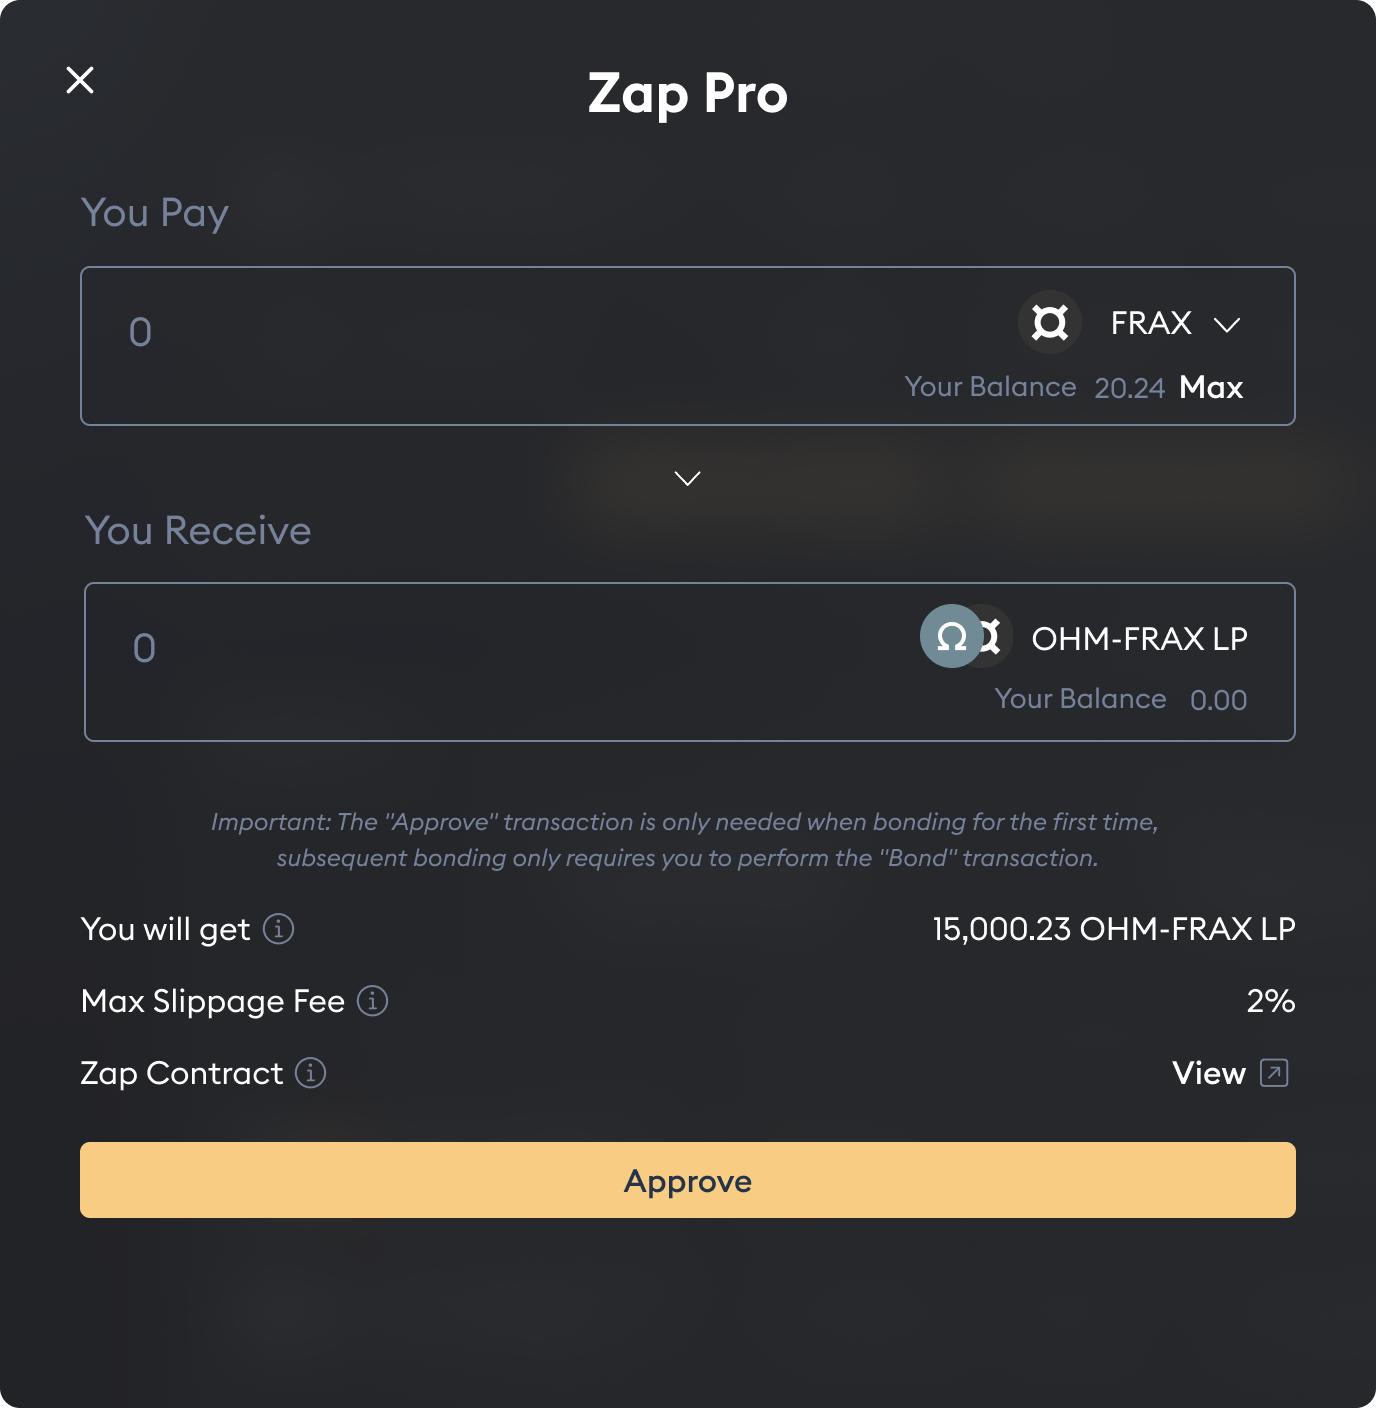 Zap Pro
You Pay
0
FRAX
Your Balance 20.24 Max
You Receive
0
Ω OHM-FRAX LP
Your Balance 0.00
Important: The "Approve" transaction is only needed when bonding for the first time,
subsequent bonding only requires you to perform the "Bond" transaction.
You will get 15,000.23 OHM-FRAX LP
Max Slippage Fee 2%
Zap Contract View
Approve